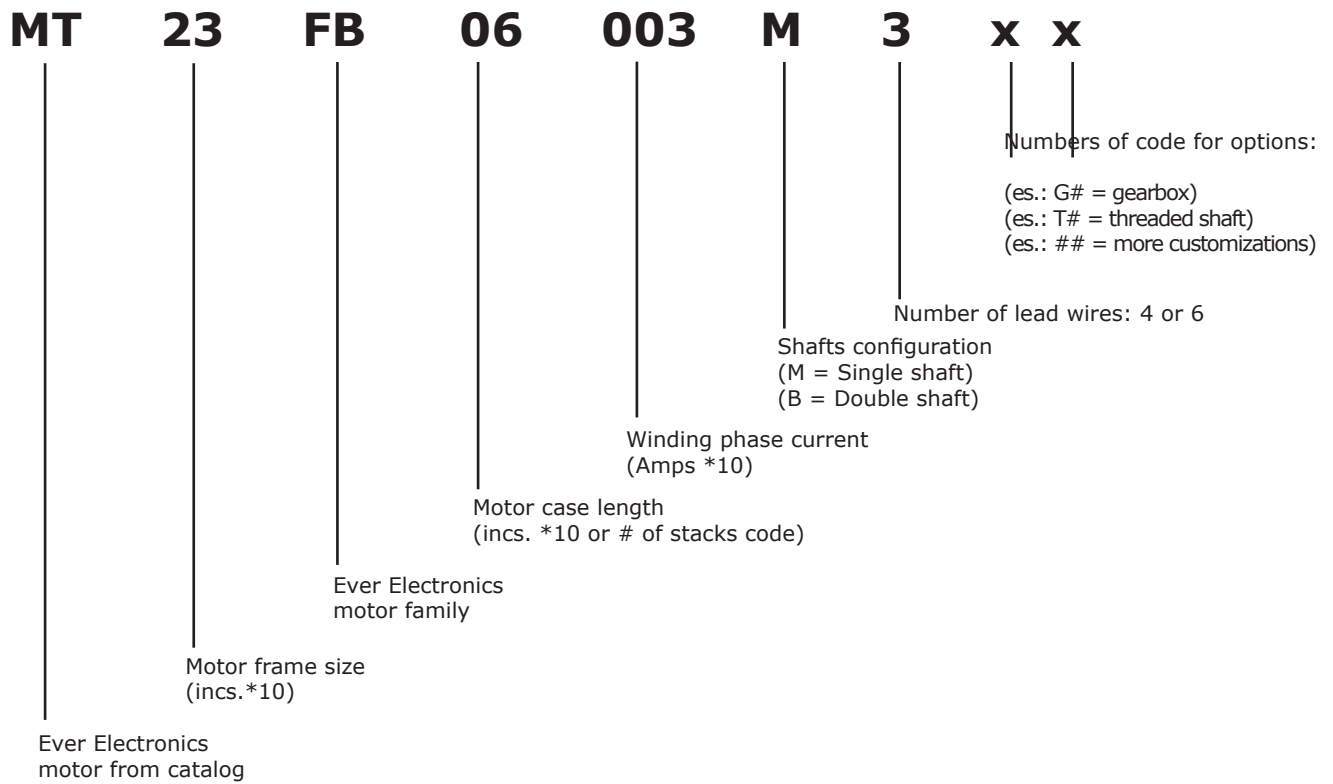 MT 23 FB 06 003 M 3 x x
Numbers of code for options:
(es.: G# = gearbox)
(es.: T# = threaded shaft)
(es.: ## = more customizations)
Number of lead wires: 4 or 6
Shafts configuration
(M = Single shaft)
(B = Double shaft)
Winding phase current
(Amps *10)
Motor case length
(incs. *10 or # of stacks code)
Ever Electronics
motor family
Motor frame size
(incs.*10)
Ever Electronics
motor from catalog